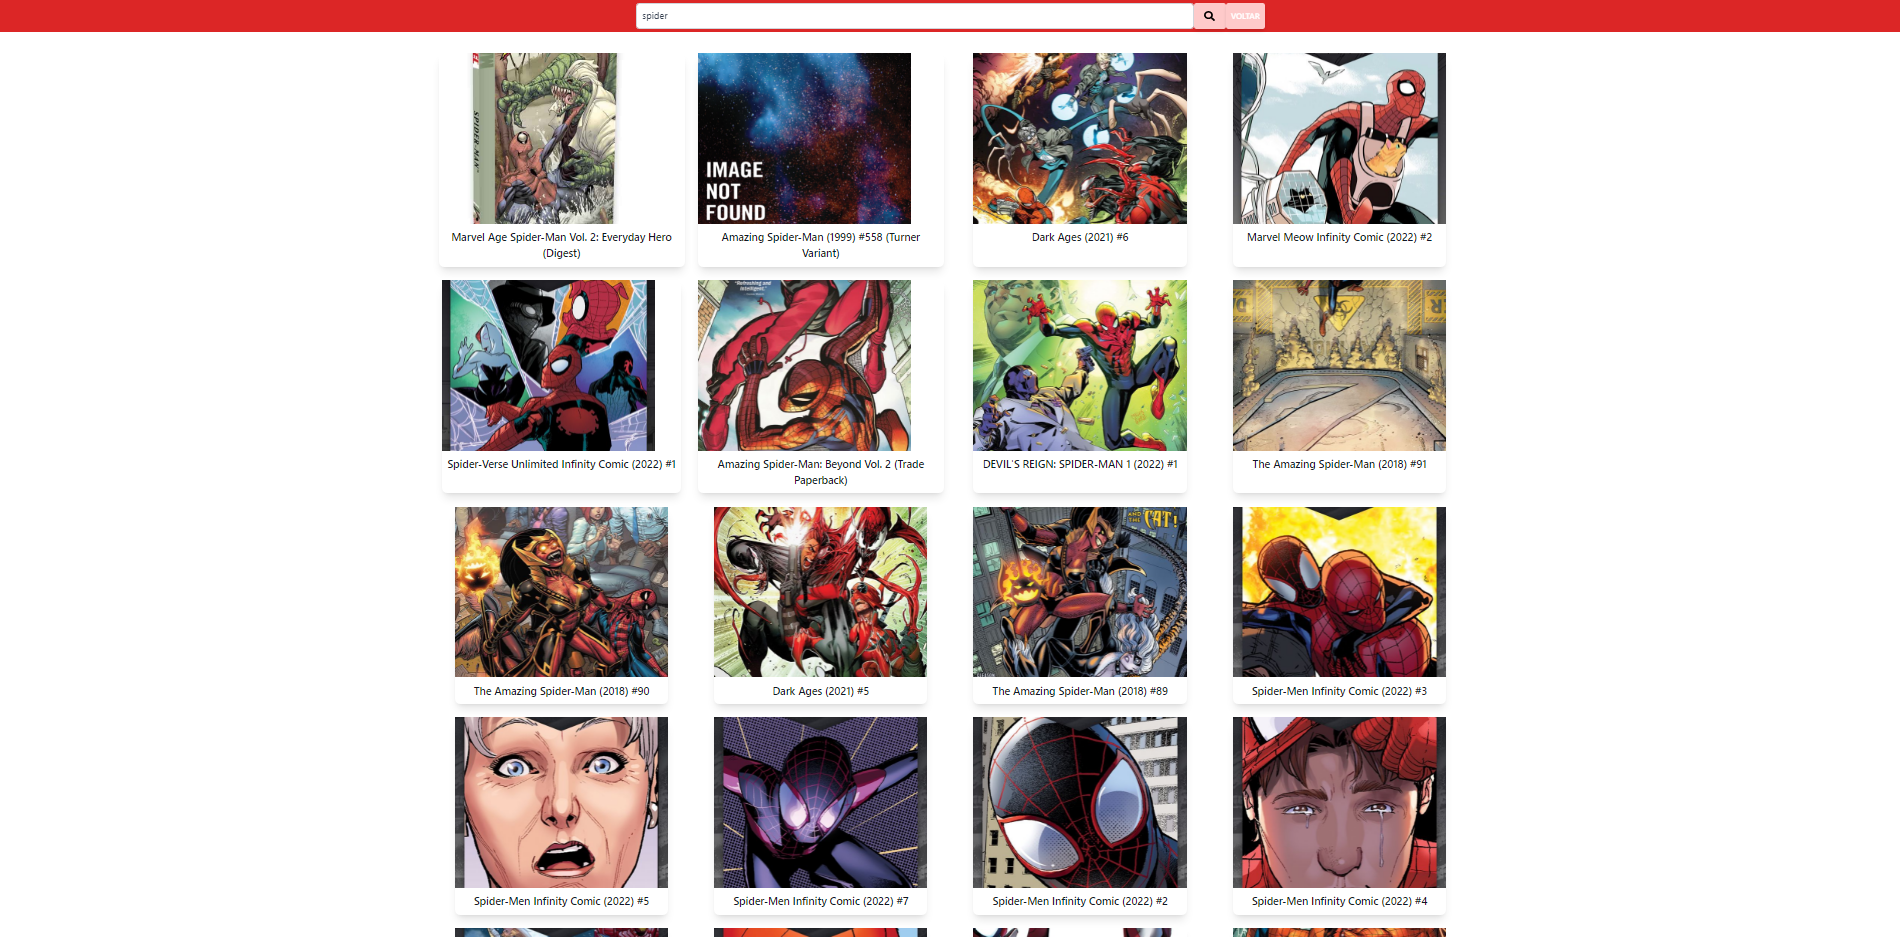 spider
VOLTAR
SPIDER-MAN
IMAGE
NOT
FOUND
Marvel Age Spider-Man Vol. 2: Everyday Hero
(Digest)
Amazing Spider-Man (1999) #558 (Turner
Variant)
Dark Ages (2021) #6
Marvel Meow Infinity Comic (2022) #2
"Refreshing and
intelligent."
Spider-Verse Unlimited Infinity Comic (2022) #1
Amazing Spider-Man: Beyond Vol. 2 (Trade
Paperback)
DEVIL'S REIGN: SPIDER-MAN 1 (2022) #1
The Amazing Spider-Man (2018) #91
AND
THE CAT!
The Amazing Spider-Man (2018) #90
Dark Ages (2021) #5
The Amazing Spider-Man (2018) #89
Spider-Men Infinity Comic (2022) #3
Spider-Men Infinity Comic (2022) #5
Spider-Men Infinity Comic (2022) #7
Spider-Men Infinity Comic (2022) #2
Spider-Men Infinity Comic (2022) #4